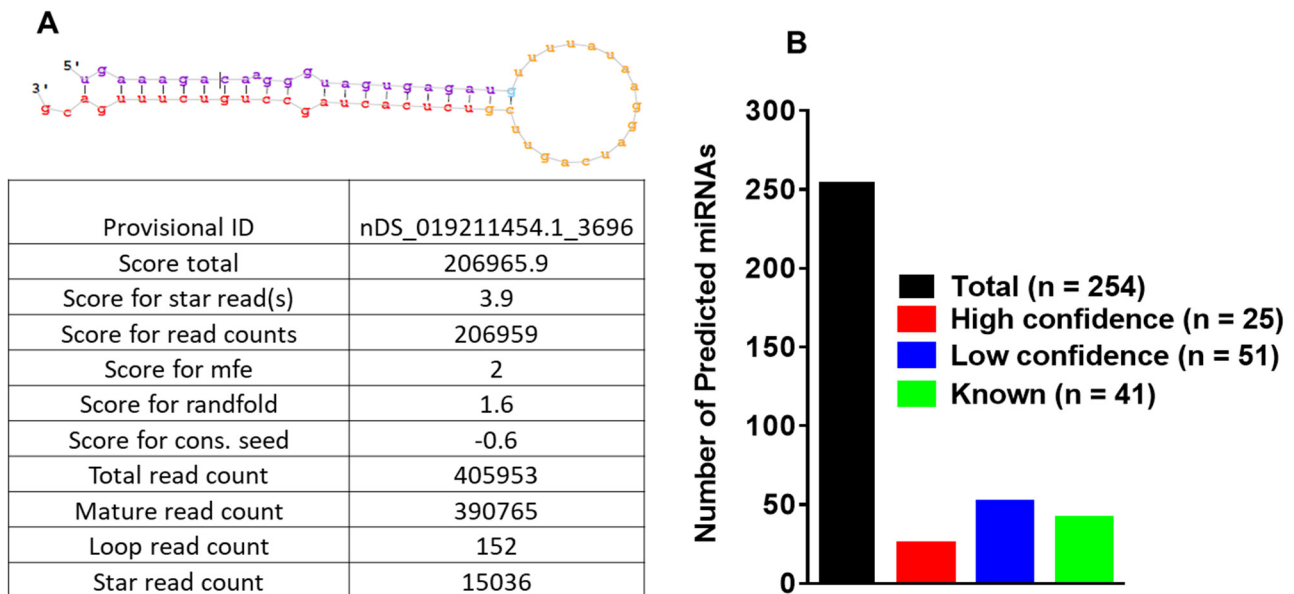 A
5' u g a a a g a c a a g g g u a g u g a g a u g u u u u a u a a g g a u c a g u u c
3' g c a g u u u c u g u c c g a u c a c u c u g
Provisional ID nDS_019211454.1_3696
Score total 206965.9
Score for star read(s) 3.9
Score for read counts 206959
Score for mfe 2
Score for randfold 1.6
Score for cons. seed -0.6
Total read count 405953
Mature read count 390765
Loop read count 152
Star read count 15036
B
Number of Predicted miRNAs
300
250
200
150
100
50
0
Total (n = 254)
High confidence (n = 25)
Low confidence (n = 51)
Known (n = 41)